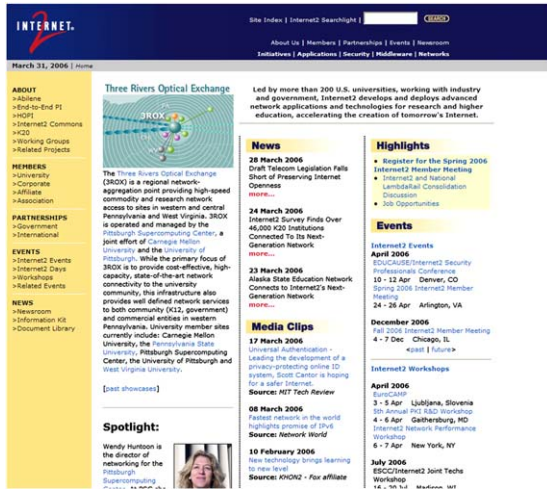 INTERNET®
2
Site Index | Internet2 Searchlight |
SEARCH
About Us | Members | Partnerships | Events | Newsroom
Initiatives | Applications | Security | Middleware | Networks
March 31, 2006 | Home
ABOUT
>Abilene
>End-to-End PI
>HOPI
>Internet2 Commons
>K20
>Working Groups
>Related Projects
MEMBERS
>University
>Corporate
>Affiliate
>Association
PARTNERSHIPS
>Government
>International
EVENTS
>Internet2 Events
>Internet2 Days
>Workshops
>Related Events
NEWS
>Newsroom
>Information Kit
>Document Library
Three Rivers Optical Exchange
3ROX
The Three Rivers Optical Exchange
(3ROX) is a regional network-
aggregation point providing high-speed
commodity and research network
access to sites in western and central
Pennsylvania and West Virginia. 3ROX
is operated and managed by the
Pittsburgh Supercomputing Center, a
joint effort of Carnegie Mellon
University and the University of
Pittsburgh. While the primary focus of
3ROX is to provide cost-effective, high-
capacity, state-of-the-art network
connectivity to the university
community, this infrastructure also
provides well defined network services
to both community (K12, government)
and commercial entities in western
Pennsylvania. University member sites
currently include: Carnegie Mellon
University, the Pennsylvania State
University, Pittsburgh Supercomputing
Center, the University of Pittsburgh and
West Virginia University.
[past showcases]
Spotlight:
Wendy Huntoon is
the director of
networking for the
Pittsburgh
Supercomputing
Led by more than 200 U.S. universities, working with industry
and government, Internet2 develops and deploys advanced
network applications and technologies for research and higher
education, accelerating the creation of tomorrow's Internet.
News
28 March 2006
Draft Telecom Legislation Falls
Short of Preserving Internet
Openness
more...
24 March 2006
Internet2 Survey Finds Over
46,000 K20 Institutions
Connected To Its Next-
Generation Network
more...
23 March 2006
Alaska State Education Network
Connects to Internet2's Next-
Generation Network
more...
Media Clips
17 March 2006
Universal Authentication -
Leading the development of a
privacy-protecting online ID
system, Scott Cantor is hoping
for a safer Internet.
Source: MIT Tech Review
08 March 2006
Fastest network in the world
highlights promise of IPv6
Source: Network World
10 February 2006
New technology brings learning
to new level
Source: KHON2 - Fox affiliate
Highlights
• Register for the Spring 2006
Internet2 Member Meeting
• Internet2 and National
LambdaRail Consolidation
Discussion
• Job Opportunities
Events
Internet2 Events
April 2006
EDUCAUSE/Internet2 Security
Professionals Conference
10 - 12 Apr Denver, CO
Spring 2006 Internet2 Member
Meeting
24 - 26 Apr Arlington, VA
December 2006
Fall 2006 Internet2 Member Meeting
4 - 7 Dec Chicago, IL
<past | future>
Internet2 Workshops
April 2006
EuroCAMP
3 - 5 Apr Ljubljana, Slovenia
5th Annual PKI R&D Workshop
4 - 6 Apr Gaithersburg, MD
Internet2 Network Performance
Workshop
6 - 7 Apr New York, NY
July 2006
ESCC/Internet2 Joint Techs
Workshop